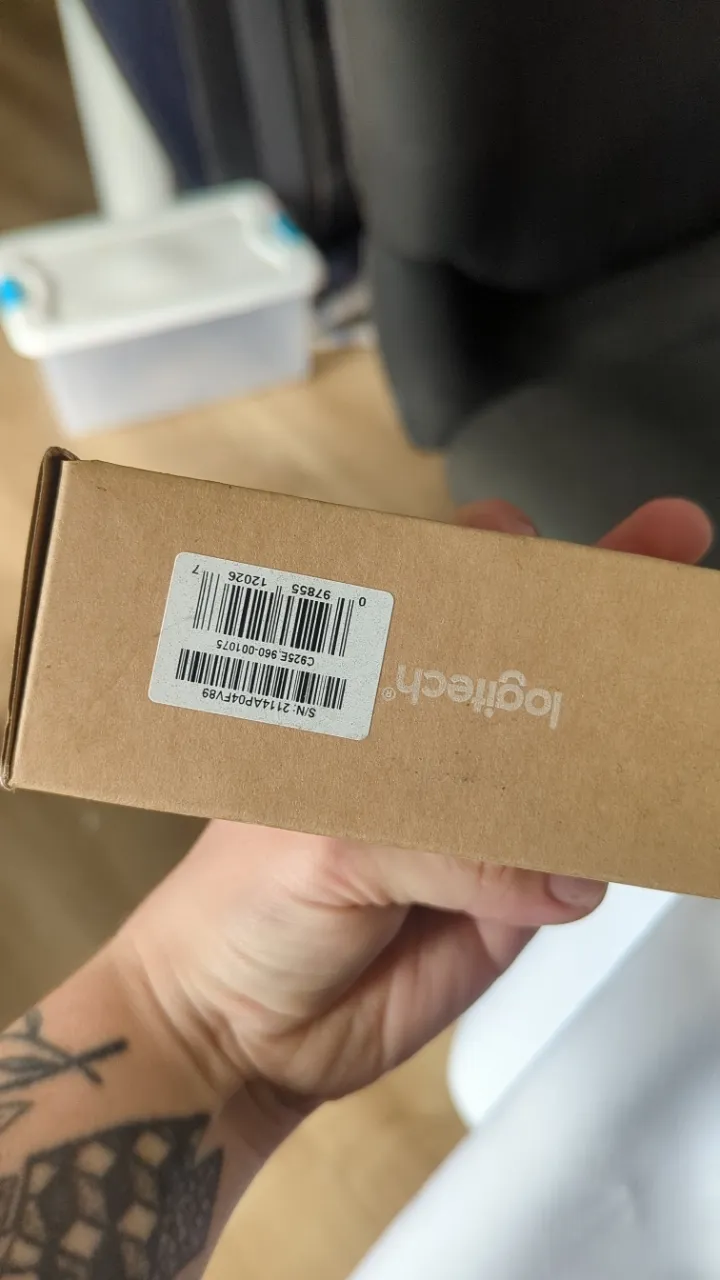 logitech®
S/N: 2114AP04FV89
C925E 960-001075
0 97855 12026 7